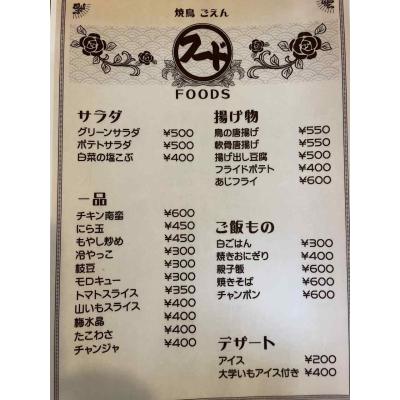 焼鳥 ごえん
フード
FOODS
サラダ
グリーンサラダ ¥500
ポテトサラダ ¥500
白菜の塩こぶ ¥400
一品
チキン南蛮 ¥600
にら玉 ¥450
もやし炒め ¥450
冷やっこ ¥300
枝豆 ¥300
モロキュー ¥300
トマトスライス ¥350
山いもスライス ¥400
梅水晶 ¥400
たこわさ ¥400
チャンジャ ¥400
揚げ物
鳥の唐揚げ ¥550
軟骨唐揚げ ¥550
揚げ出し豆腐 ¥500
フライドポテト ¥400
あじフライ ¥600
ご飯もの
白ごはん ¥300
焼きおにぎり ¥400
親子飯 ¥600
焼きそば ¥600
チャンポン ¥600
デザート
アイス ¥200
大学いもアイス付き ¥400